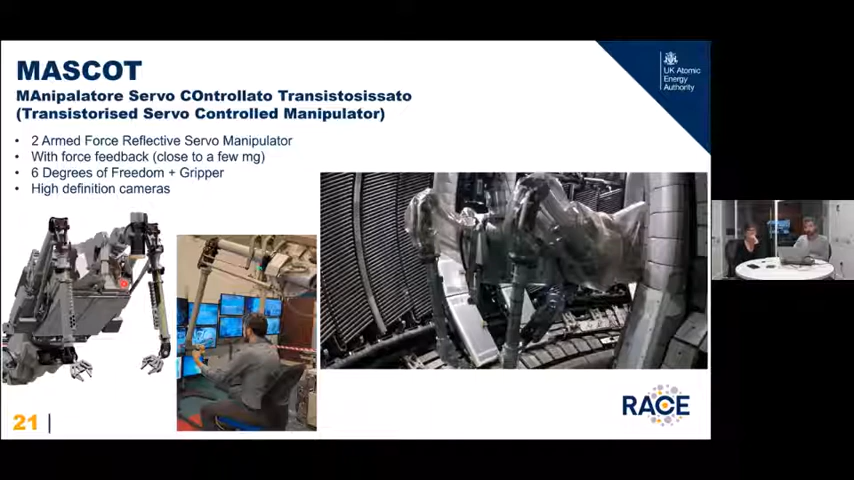 MASCOT
MAnipalatore Servo COntrollato Transistosissato
(Transistorised Servo Controlled Manipulator)
• 2 Armed Force Reflective Servo Manipulator
• With force feedback (close to a few mg)
• 6 Degrees of Freedom + Gripper
• High definition cameras
UK Atomic
Energy
Authority
21
RACE